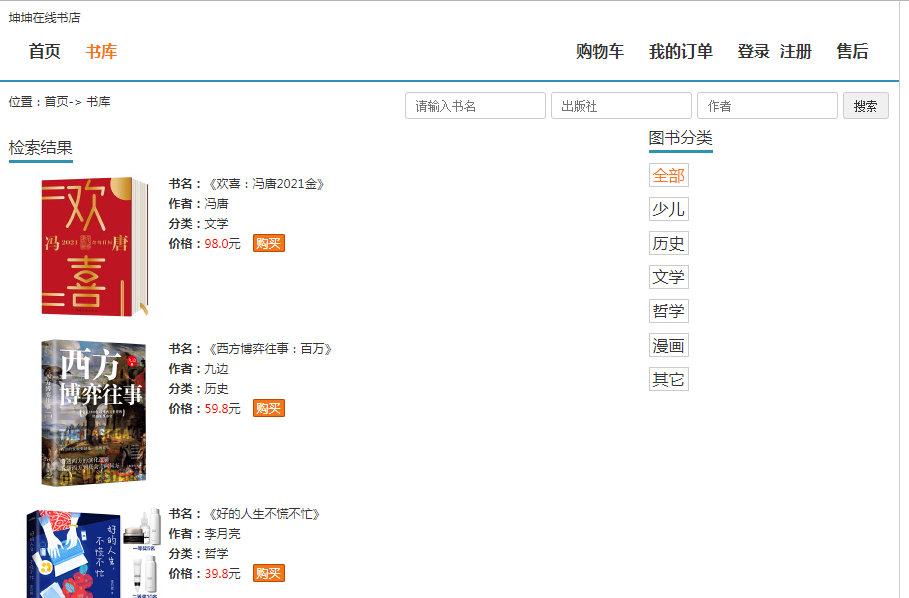 坤坤在线书店
首页 书库 购物车 我的订单 登录 注册 售后
位置：首页-> 书库 请输入书名 出版社 作者 搜索
检索结果
欢
冯 2021 唐
喜
书名：《欢喜：冯唐2021金》
作者：冯唐
分类：文学
价格：98.0元 购买
西方
博弈往事
书名：《西方博弈往事：百万》
作者：九边
分类：历史
价格：59.8元 购买
好的人生，
不慌不忙
书名：《好的人生不慌不忙》
作者：李月亮
分类：哲学
价格：39.8元 购买
图书分类
全部
少儿
历史
文学
哲学
漫画
其它